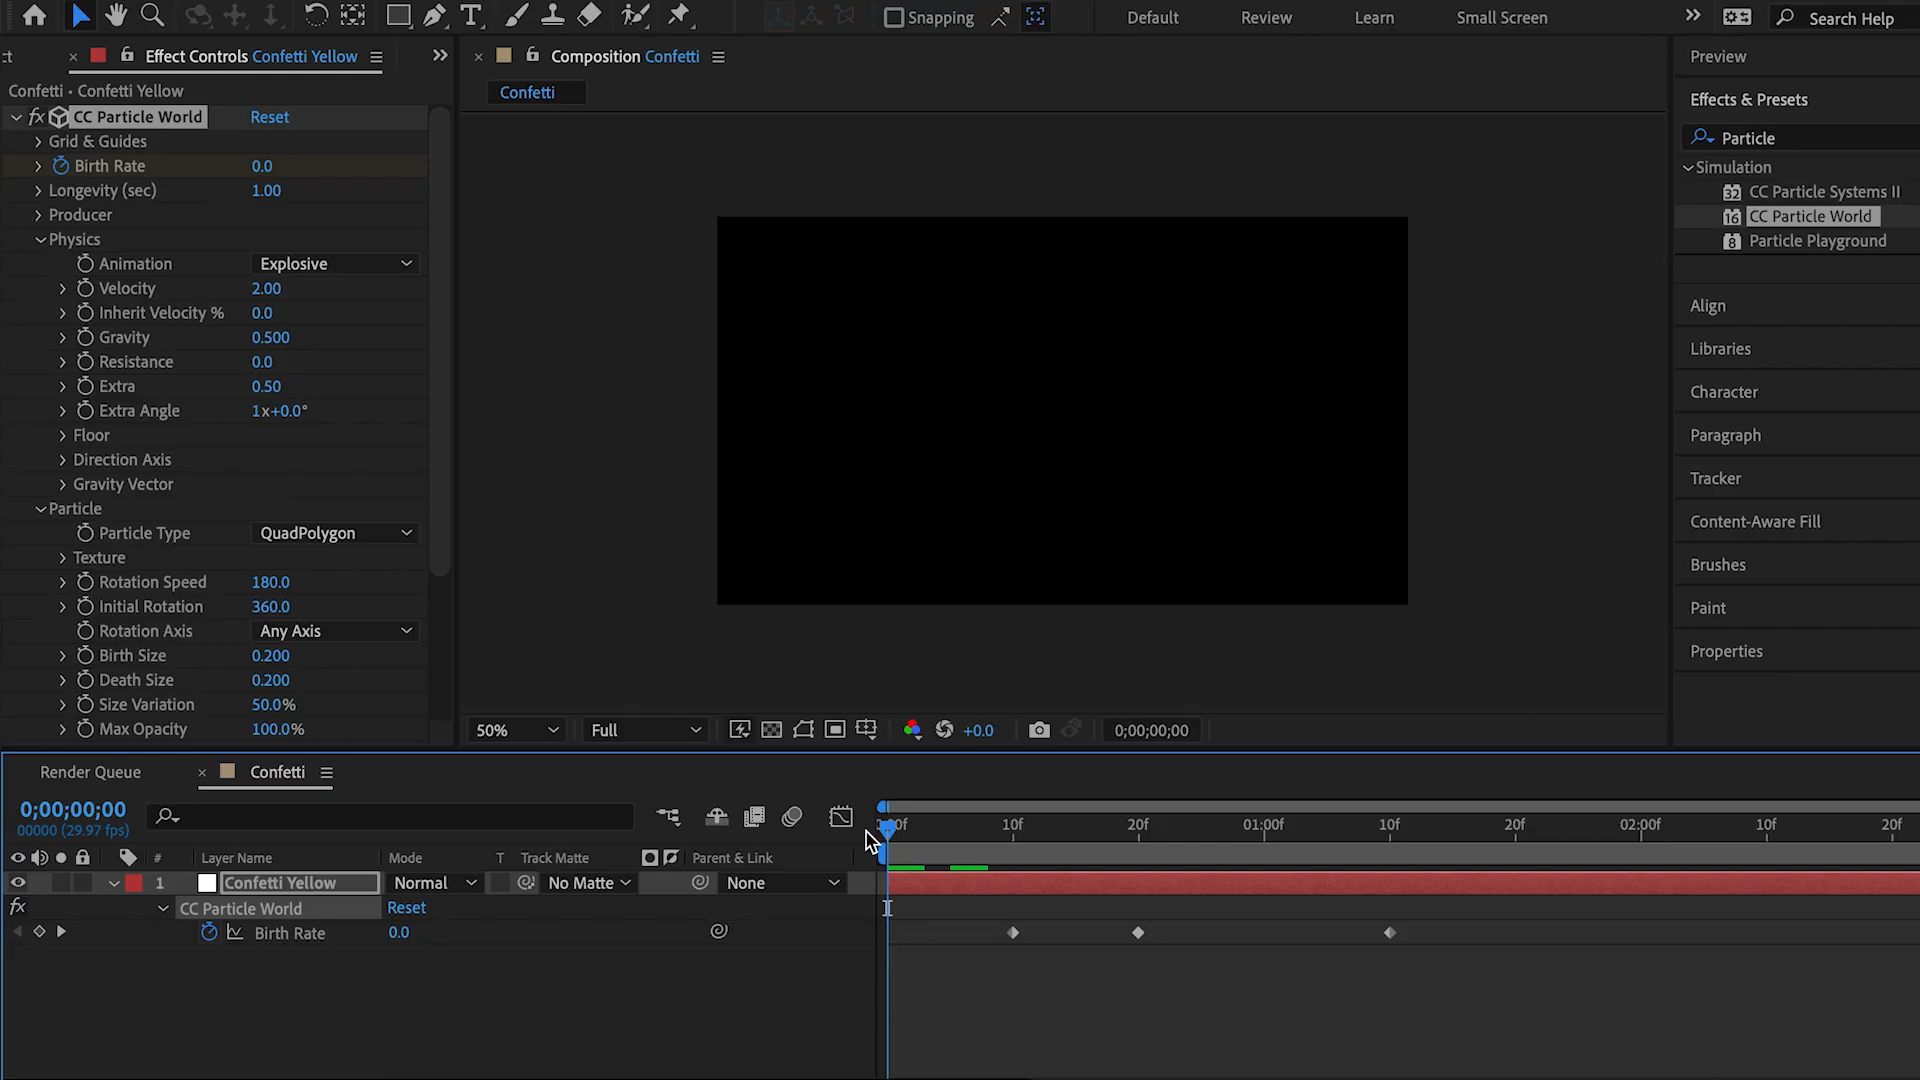 Snapping
Default
Review
Learn
Small Screen
Search Help
ct
Effect Controls Confetti Yellow
Composition Confetti
Preview
Confetti • Confetti Yellow
Confetti
Effects & Presets
fx CC Particle World Reset
Grid & Guides
Particle
Birth Rate 0.0
Simulation
Longevity (sec) 1.00
32 CC Particle Systems II
Producer
16 CC Particle World
Physics
8 Particle Playground
Animation Explosive
Velocity 2.00
Inherit Velocity % 0.0
Align
Gravity 0.500
Libraries
Resistance 0.0
Extra 0.50
Character
Extra Angle 1x+0.0°
Floor
Paragraph
Direction Axis
Tracker
Gravity Vector
Particle
Content-Aware Fill
Particle Type QuadPolygon
Texture
Brushes
Rotation Speed 180.0
Initial Rotation 360.0
Paint
Rotation Axis Any Axis
Birth Size 0.200
Properties
Death Size 0.200
Size Variation 50.0%
Max Opacity 100.0%
50% Full +0.0 0;00;00;00
Render Queue
Confetti
0;00;00;00
00000 (29.97 fps)
10f 20f 01:00f 10f 20f 02:00f 10f 20f
# Layer Name Mode T Track Matte Parent & Link
1 Confetti Yellow Normal No Matte None
fx CC Particle World Reset
Birth Rate 0.0